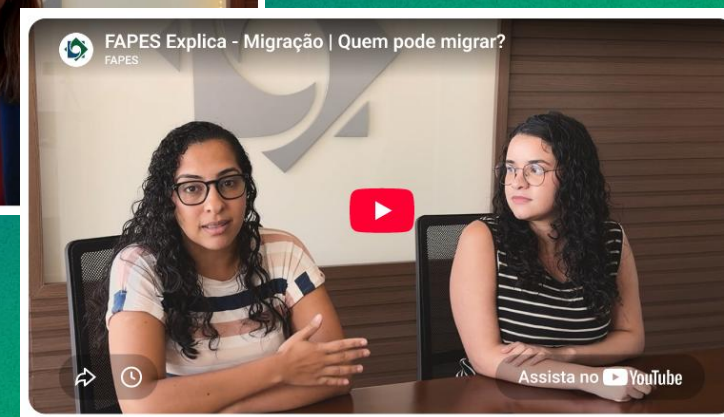 FAPES Explica - Migração | Quem pode migrar?
FAPES
Assista no YouTube